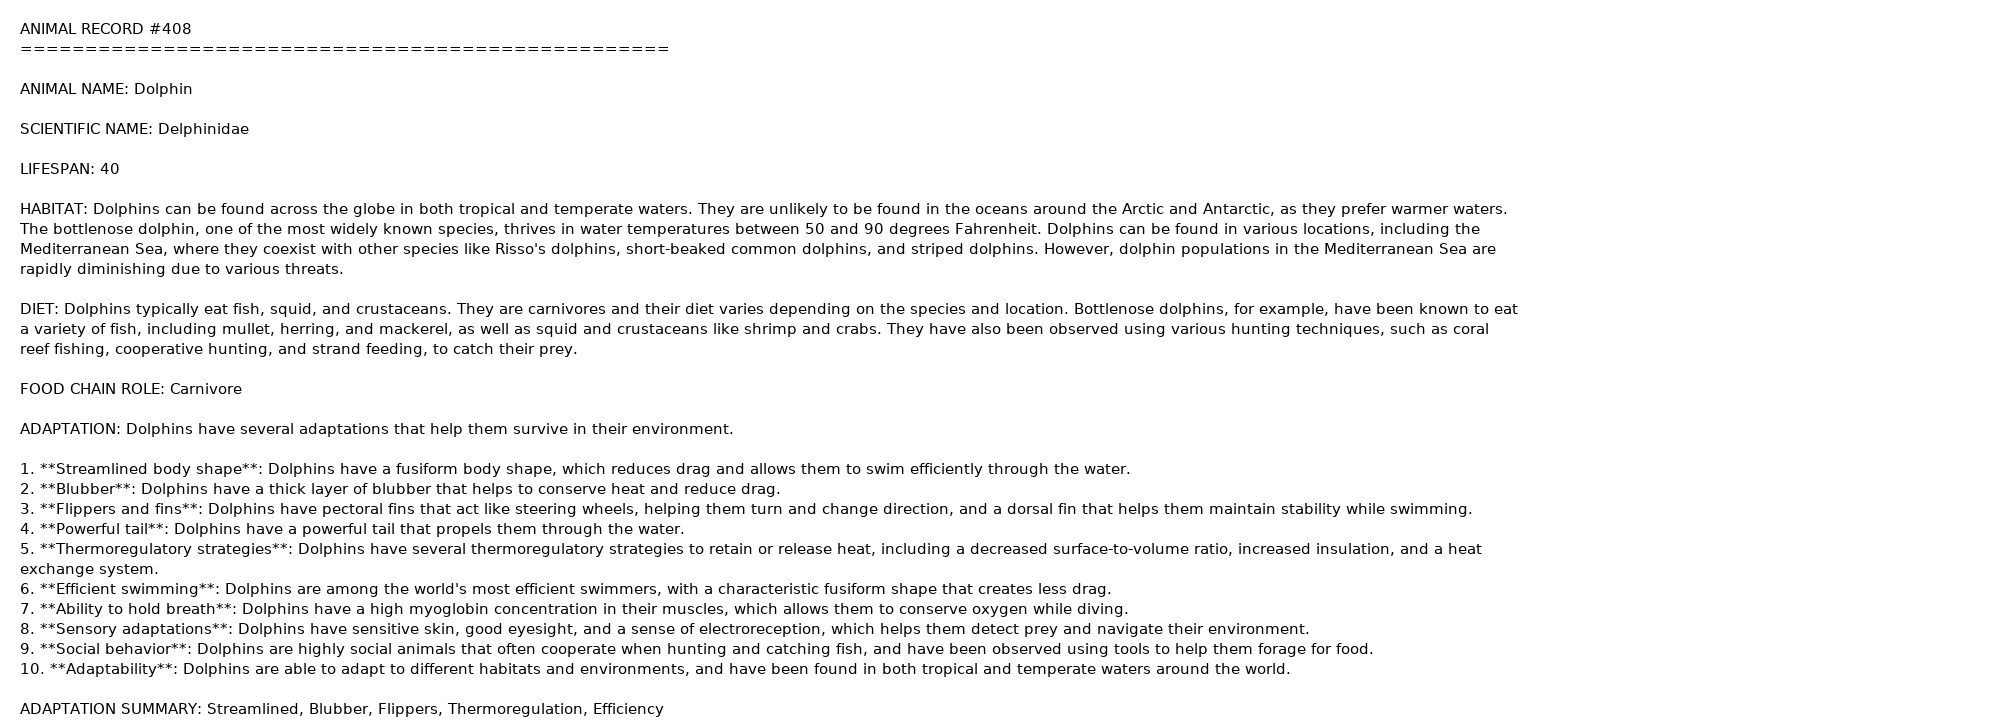 ANIMAL RECORD #408
==================================================
ANIMAL NAME: Dolphin
SCIENTIFIC NAME: Delphinidae
LIFESPAN: 40
HABITAT: Dolphins can be found across the globe in both tropical and temperate waters. They are unlikely to be found in the oceans around the Arctic and Antarctic, as they prefer warmer waters.
The bottlenose dolphin, one of the most widely known species, thrives in water temperatures between 50 and 90 degrees Fahrenheit. Dolphins can be found in various locations, including the
Mediterranean Sea, where they coexist with other species like Risso's dolphins, short-beaked common dolphins, and striped dolphins. However, dolphin populations in the Mediterranean Sea are
rapidly diminishing due to various threats.
DIET: Dolphins typically eat fish, squid, and crustaceans. They are carnivores and their diet varies depending on the species and location. Bottlenose dolphins, for example, have been known to eat
a variety of fish, including mullet, herring, and mackerel, as well as squid and crustaceans like shrimp and crabs. They have also been observed using various hunting techniques, such as coral
reef fishing, cooperative hunting, and strand feeding, to catch their prey.
FOOD CHAIN ROLE: Carnivore
ADAPTATION: Dolphins have several adaptations that help them survive in their environment.
1. **Streamlined body shape**: Dolphins have a fusiform body shape, which reduces drag and allows them to swim efficiently through the water.
2. **Blubber**: Dolphins have a thick layer of blubber that helps to conserve heat and reduce drag.
3. **Flippers and fins**: Dolphins have pectoral fins that act like steering wheels, helping them turn and change direction, and a dorsal fin that helps them maintain stability while swimming.
4. **Powerful tail**: Dolphins have a powerful tail that propels them through the water.
5. **Thermoregulatory strategies**: Dolphins have several thermoregulatory strategies to retain or release heat, including a decreased surface-to-volume ratio, increased insulation, and a heat
exchange system.
6. **Efficient swimming**: Dolphins are among the world's most efficient swimmers, with a characteristic fusiform shape that creates less drag.
7. **Ability to hold breath**: Dolphins have a high myoglobin concentration in their muscles, which allows them to conserve oxygen while diving.
8. **Sensory adaptations**: Dolphins have sensitive skin, good eyesight, and a sense of electroreception, which helps them detect prey and navigate their environment.
9. **Social behavior**: Dolphins are highly social animals that often cooperate when hunting and catching fish, and have been observed using tools to help them forage for food.
10. **Adaptability**: Dolphins are able to adapt to different habitats and environments, and have been found in both tropical and temperate waters around the world.
ADAPTATION SUMMARY: Streamlined, Blubber, Flippers, Thermoregulation, Efficiency